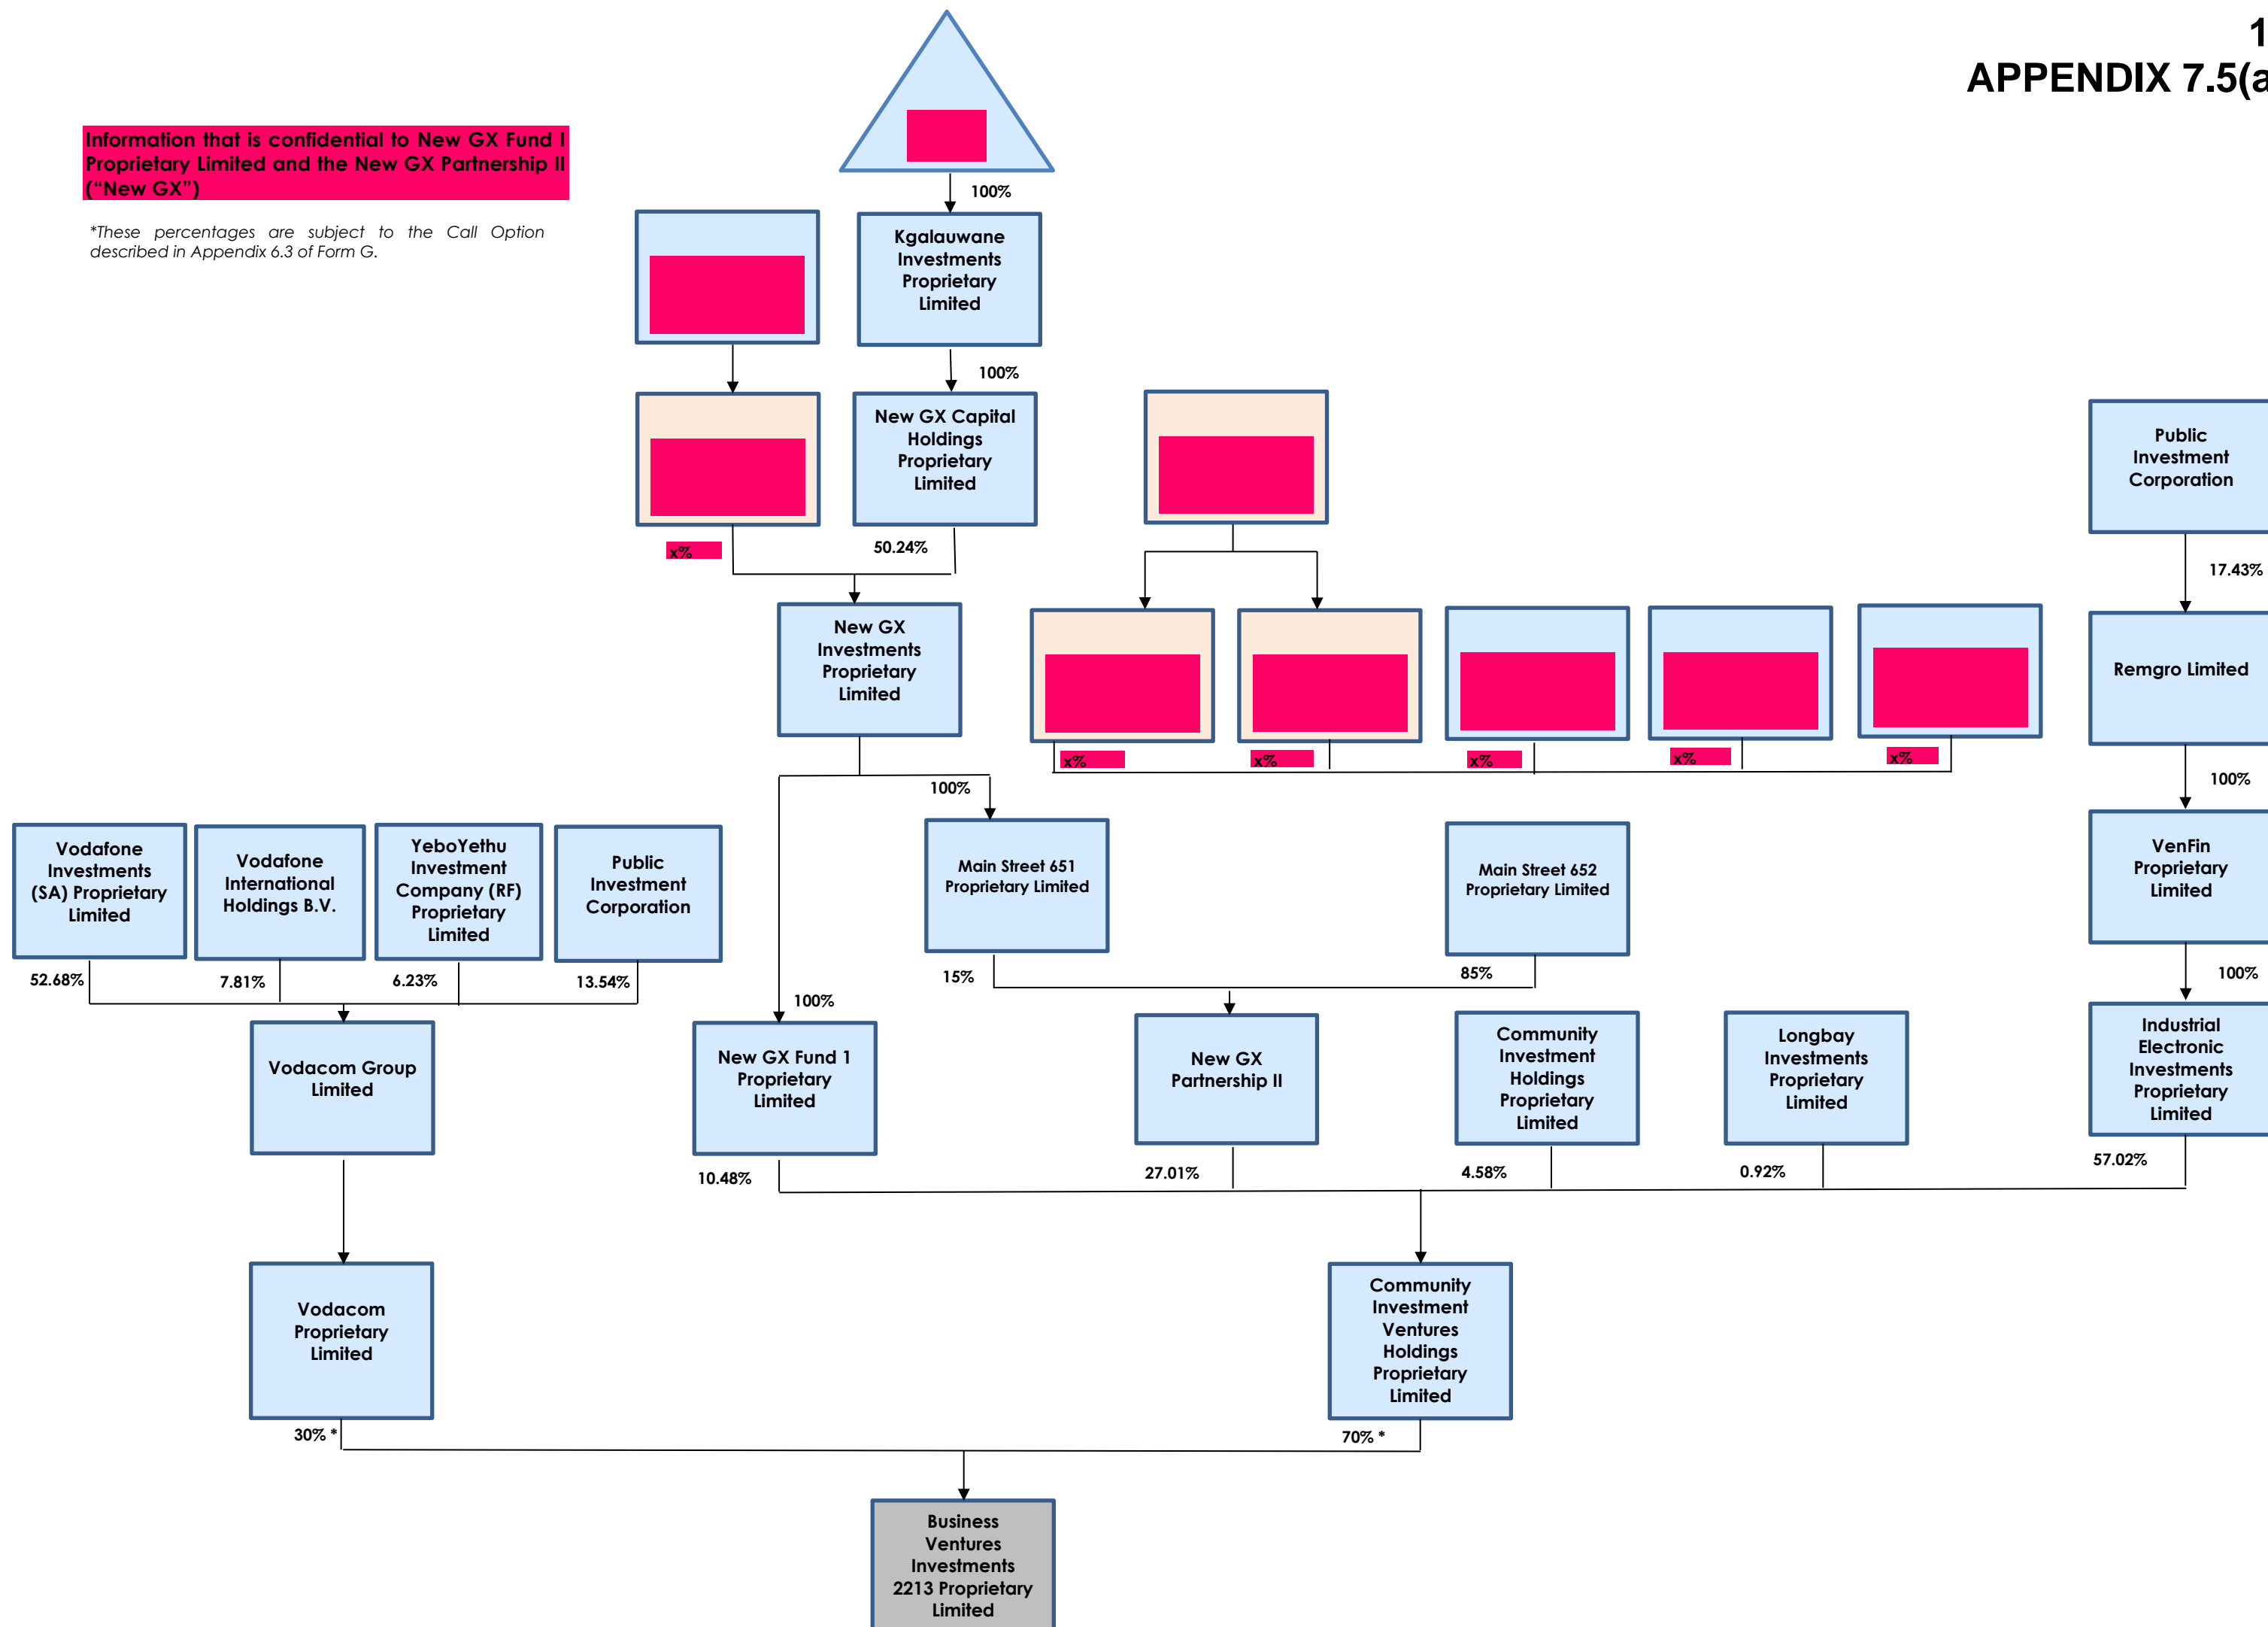 1
APPENDIX 7.5(a
Information that is confidential to New GX Fund I
Proprietary Limited and the New GX Partnership II
(“New GX”)
*These percentages are subject to the Call Option
described in Appendix 6.3 of Form G.
100%
Kgalauwane
Investments
Proprietary
Limited
100%
New GX Capital
Holdings
Proprietary
Limited
Public
Investment
Corporation
x%
50.24%
17.43%
New GX
Investments
Proprietary
Limited
Remgro Limited
x%
x%
x%
x%
x%
100%
100%
Vodafone
Investments
(SA) Proprietary
Limited
Vodafone
International
Holdings B.V.
YeboYethu
Investment
Company (RF)
Proprietary
Limited
Public
Investment
Corporation
Main Street 651
Proprietary Limited
Main Street 652
Proprietary Limited
VenFin
Proprietary
Limited
52.68%
7.81%
6.23%
13.54%
15%
85%
100%
100%
Vodacom Group
Limited
New GX Fund 1
Proprietary
Limited
New GX
Partnership II
Community
Investment
Holdings
Proprietary
Limited
Longbay
Investments
Proprietary
Limited
Industrial
Electronic
Investments
Proprietary
Limited
10.48%
27.01%
4.58%
0.92%
57.02%
Vodacom
Proprietary
Limited
Community
Investment
Ventures
Holdings
Proprietary
Limited
30% *
70% *
Business
Ventures
Investments
2213 Proprietary
Limited